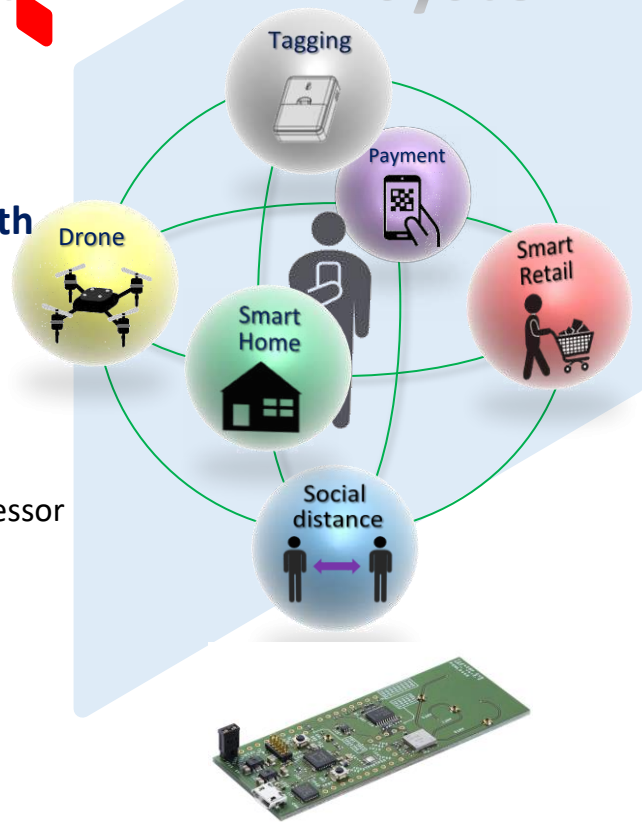 Tagging
Payment
th
Drone
Smart
Retail
Smart
Home
essor
Social
distance